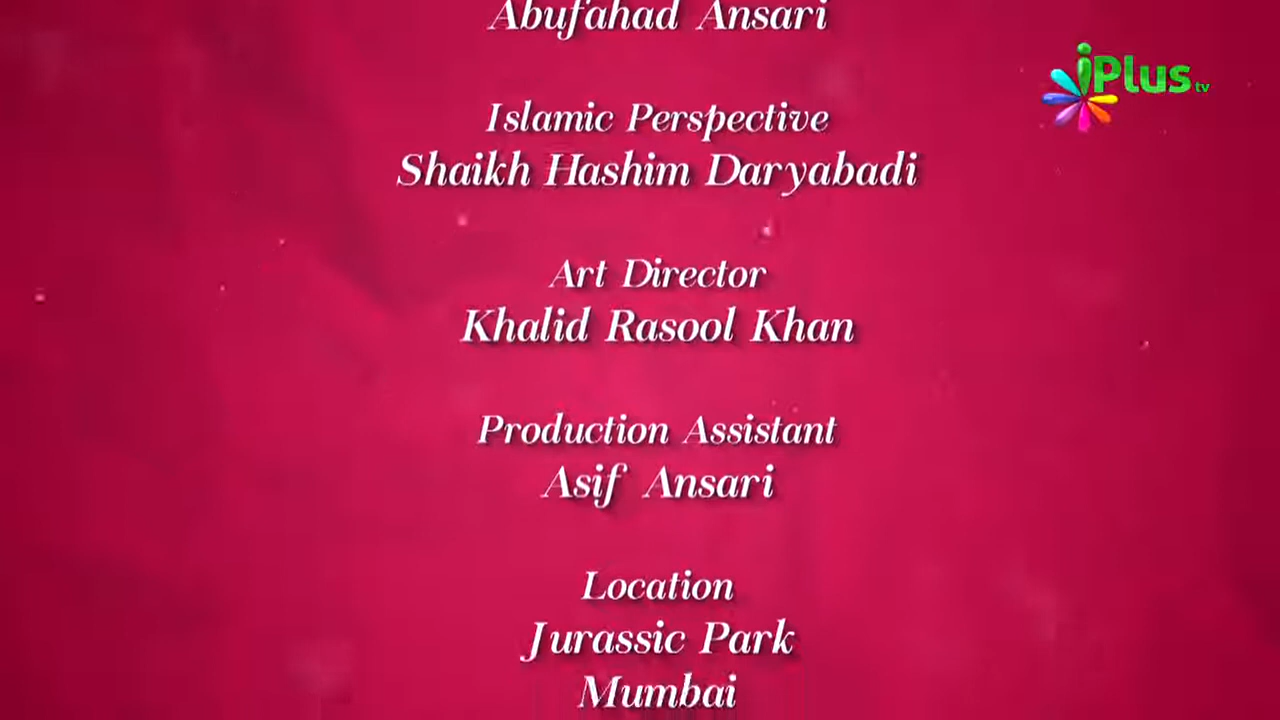 Abufahad Ansari
iPlus tv
Islamic Perspective
Shaikh Hashim Daryabadi
Art Director
Khalid Rasool Khan
Production Assistant
Asif Ansari
Location
Jurassic Park
Mumbai